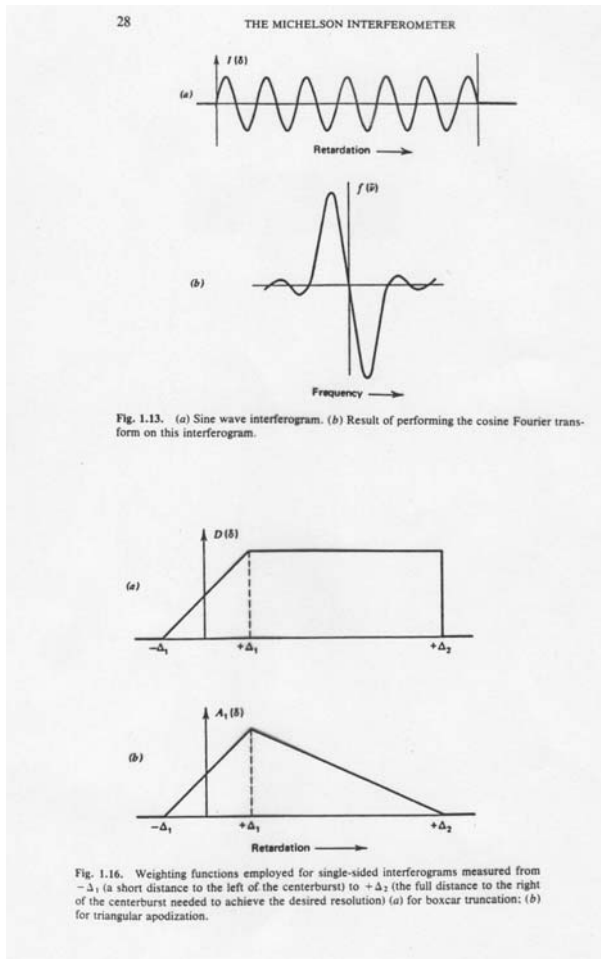 28 THE MICHELSON INTERFEROMETER
I (δ)
(a)
Retardation
f (ν̄)
(b)
Frequency
Fig. 1.13. (a) Sine wave interferogram. (b) Result of performing the cosine Fourier trans-
form on this interferogram.
D (δ)
(a)
−Δ₁ +Δ₁ +Δ₂
A₁ (δ)
(b)
−Δ₁ +Δ₁ +Δ₂
Retardation
Fig. 1.16. Weighting functions employed for single-sided interferograms measured from
−Δ₁ (a short distance to the left of the centerburst) to +Δ₂ (the full distance to the right
of the centerburst needed to achieve the desired resolution) (a) for boxcar truncation; (b)
for triangular apodization.